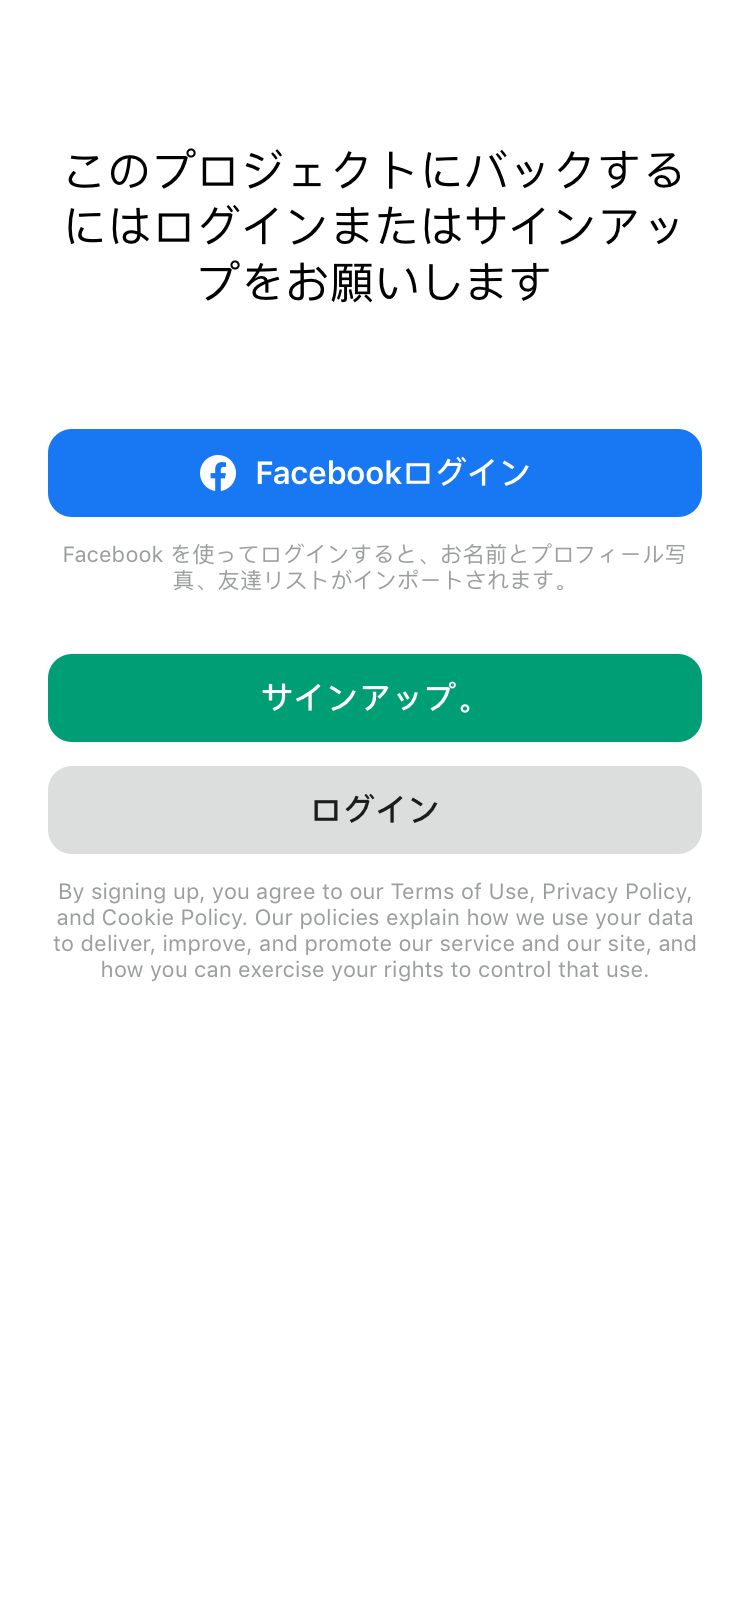 このプロジェクトにバックする
にはログインまたはサインアッ
プをお願いします
Facebookログイン
Facebook を使ってログインすると、お名前とプロフィール写
真、友達リストがインポートされます。
サインアップ。
ログイン
By signing up, you agree to our Terms of Use, Privacy Policy,
and Cookie Policy. Our policies explain how we use your data
to deliver, improve, and promote our service and our site, and
how you can exercise your rights to control that use.